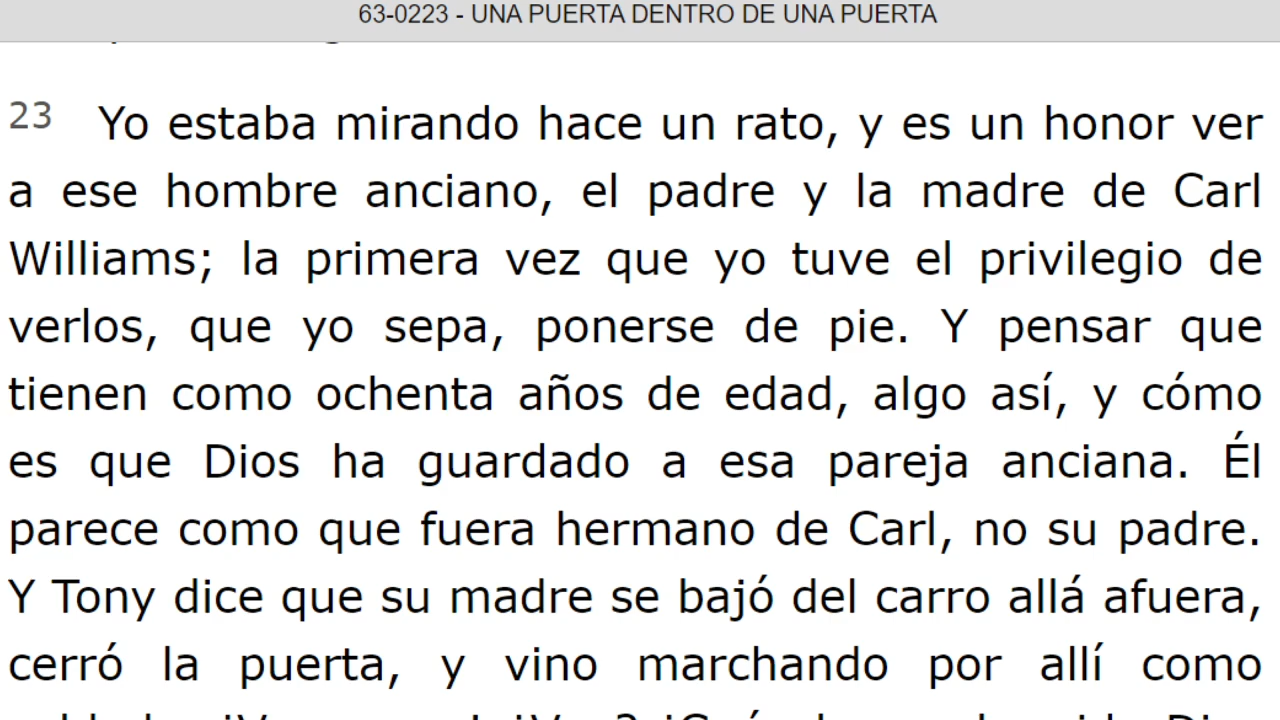 63-0223 - UNA PUERTA DENTRO DE UNA PUERTA
23 Yo estaba mirando hace un rato, y es un honor ver
a ese hombre anciano, el padre y la madre de Carl
Williams; la primera vez que yo tuve el privilegio de
verlos, que yo sepa, ponerse de pie. Y pensar que
tienen como ochenta años de edad, algo así, y cómo
es que Dios ha guardado a esa pareja anciana. Él
parece como que fuera hermano de Carl, no su padre.
Y Tony dice que su madre se bajó del carro allá afuera,
cerró la puerta, y vino marchando por allí como